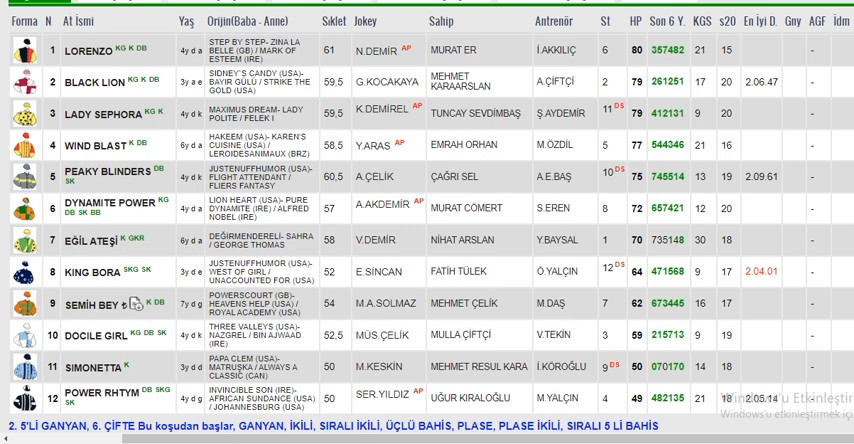 Forma N At İsmi Yaş Orijin(Baba - Anne) Sıklet Jokey Sahip Antrenör St HP Son 6 Y. KGS s20 En İyi D. Gny AGF İdm
1 LORENZO KG K DB 4y d a STEP BY STEP- ZINA LA BELLE (GB) / MARK OF ESTEEM (IRE) 61 N.DEMİR AP MURAT ER İ.AKKILIÇ 6 80 357482 21 15 -
2 BLACK LION KG K DB 3y a e SIDNEY`S CANDY (USA)- BAYIR GÜLÜ / STRIKE THE GOLD (USA) 59,5 G.KOCAKAYA MEHMET KARAARSLAN A.ÇİFTÇİ 2 79 261251 17 20 2.06.47 -
3 LADY SEPHORA KG K 4y d k MAXIMUS DREAM- LADY POLITE / FELEK I 59,5 K.DEMİREL AP TUNCAY SEVDİMBAŞ Ş.AYDEMİR 11 DS 79 412131 9 20 -
4 WIND BLAST K DB 6y d a HAKEEM (USA)- KAREN'S CUISINE (USA) / LEROIDESANIMAUX (BRZ) 58,5 Y.ARAS AP EMRAH ORHAN M.ÖZDİL 5 77 544346 21 16 -
5 PEAKY BLINDERS DB SK 4y d k JUSTENUFFHUMOR (USA)- FLIGHT ATTENDANT / FLIERS FANTASY 60,5 A.ÇELİK ÇAĞRI SEL A.E.BAŞ 10 DS 75 745514 13 19 2.09.61 -
6 DYNAMITE POWER KG DB SK BB 4y d a LION HEART (USA)- PURE DYNAMITE (IRE) / ALFRED NOBEL (IRE) 57 A.AKDEMİR AP MURAT CÖMERT S.EREN 8 72 657421 12 20 -
7 EĞİL ATEŞİ K GKR 6y d a DEĞİRMENDERELİ- SAHRA / GEORGE THOMAS 58 V.DEMİR NİHAT ARSLAN Y.BAYSAL 1 70 735148 30 18 -
8 KING BORA SKG SK 3y d e JUSTENUFFHUMOR (USA)- WEST OF GIRL / UNACCOUNTED FOR (USA) 52 E.SİNCAN FATİH TÜLEK Ö.YALÇIN 12 DS 64 471568 9 17 2.04.01 -
9 SEMİH BEY ₺ K DB 7y d g POWERSCOURT (GB)- HEAVENS HELP (USA) / ROYAL ACADEMY (USA) 54 M.A.SOLMAZ MEHMET ÇELİK M.DAŞ 7 62 673445 16 17 -
10 DOCILE GIRL KG DB SK 4y d k THREE VALLEYS (USA)- NAZGREL / BIN AJWAAD (IRE) 52,5 MÜS.ÇELİK MULLA ÇİFTÇİ V.TEKİN 3 59 215713 9 19 -
11 SIMONETTA K 3y d d PAPA CLEM (USA)- MATRUŞKA / ALWAYS A CLASSIC (CAN) 50 M.KESKİN MEHMET RESUL KARA İ.KÖROĞLU 9 DS 50 070170 14 18 -
12 POWER RHTYM DB SKG SK 4y d g INVINCIBLE SON (IRE)- AFRICAN SUNDANCE (USA) / JOHANNESBURG (USA) 50 SER.YILDIZ AP UĞUR KIRALOĞLU M.YALÇIN 4 49 482135 21 18 2.05.14 -
Windows'u Etkinleştir
Windows'u etkinleştirmek içi
2. 5'Lİ GANYAN, 6. ÇİFTE Bu koşudan başlar, GANYAN, İKİLİ, SIRALI İKİLİ, ÜÇLÜ BAHİS, PLASE, PLASE İKİLİ, SIRALI 5 Lİ BAHİS